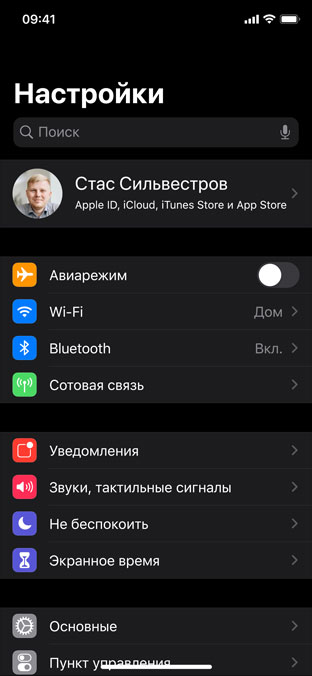 09:41
Настройки
Поиск
Стас Сильвестров
Apple ID, iCloud, iTunes Store и App Store
Авиарежим
Wi-Fi Дом
Bluetooth Вкл.
Сотовая связь
Уведомления
Звуки, тактильные сигналы
Не беспокоить
Экранное время
Основные
Пункт управления